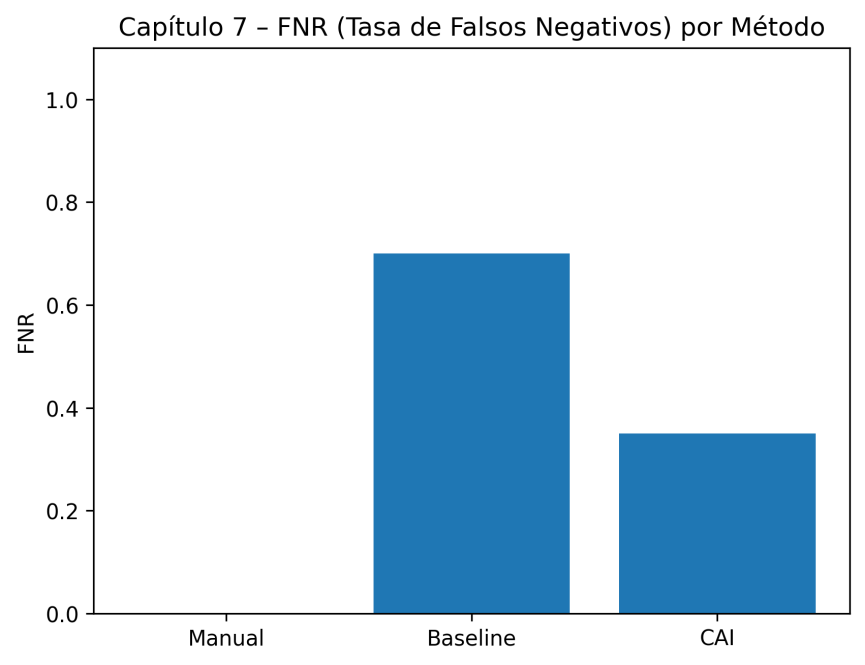 Capítulo 7 – FNR (Tasa de Falsos Negativos) por Método
1.0
0.8
0.6
0.4
0.2
0.0
FNR
Manual
Baseline
CAI